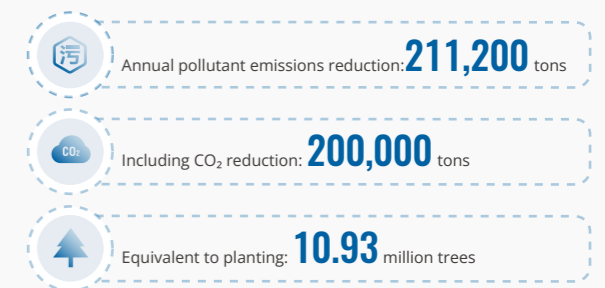 污
Annual pollutant emissions reduction: 211,200 tons
CO₂
Including CO₂ reduction: 200,000 tons
Equivalent to planting: 10.93 million trees